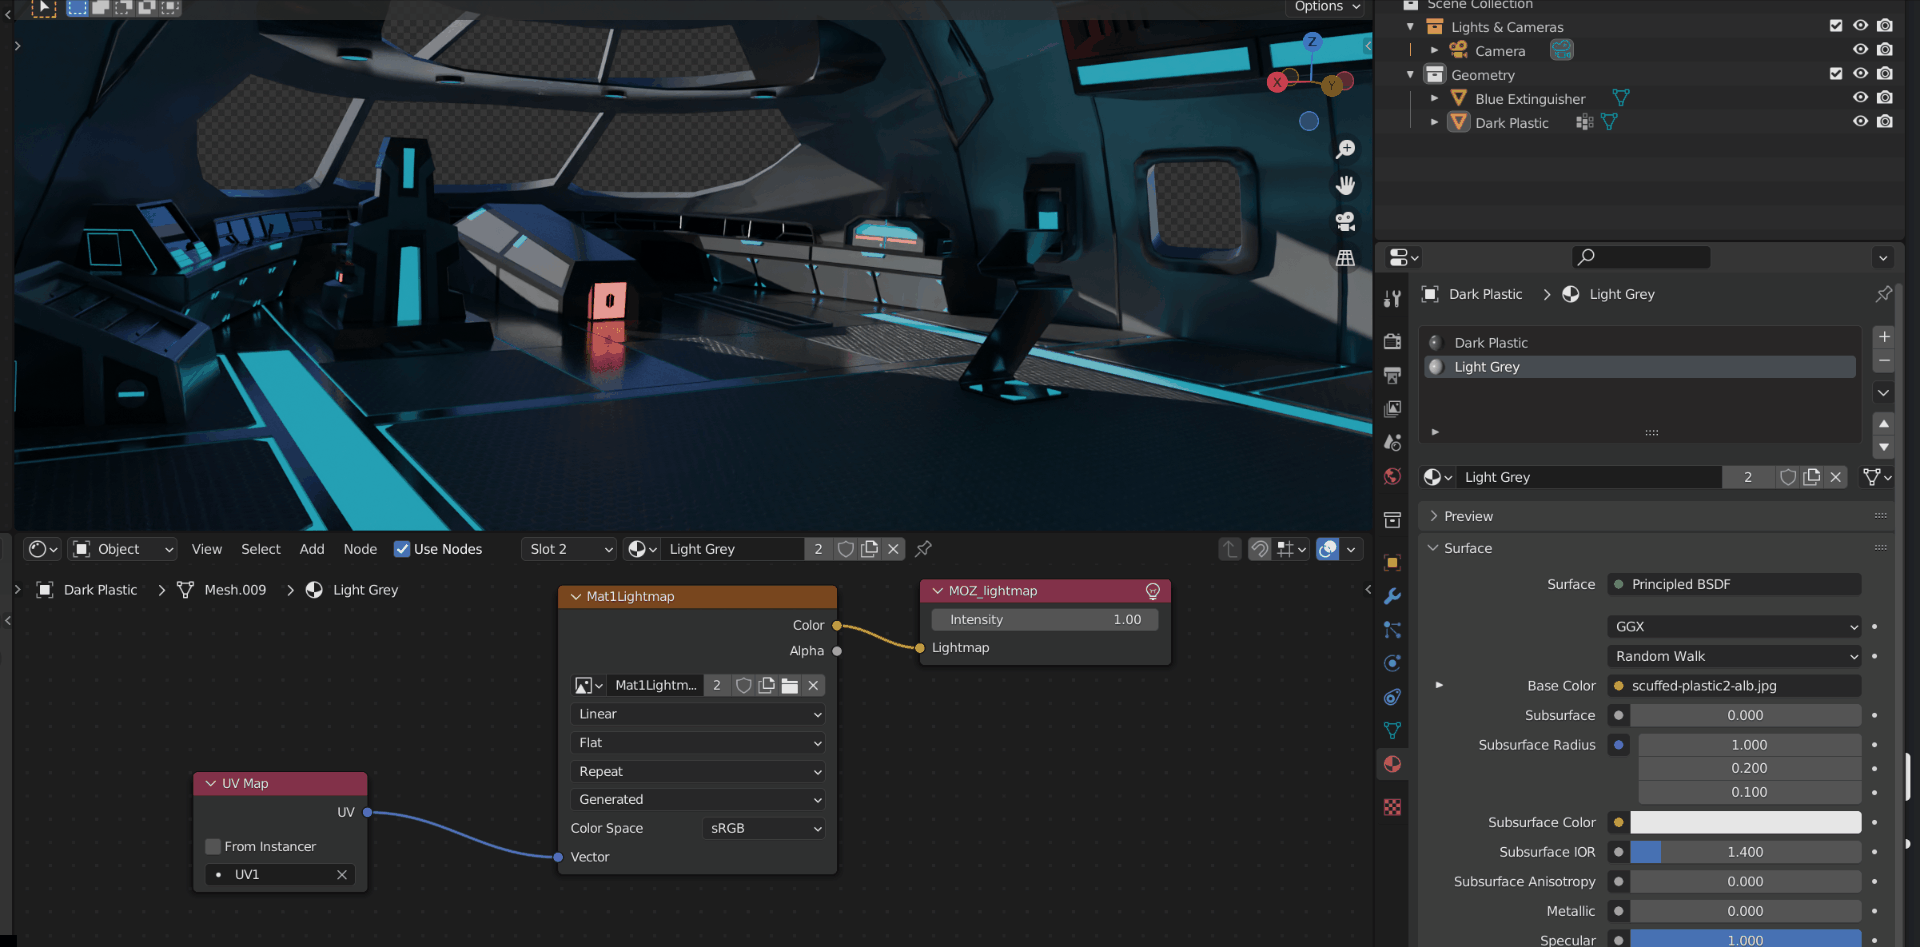 Options
Z
X
Y
Scene Collection
Lights & Cameras
Camera
Geometry
Blue Extinguisher
Dark Plastic
Dark Plastic > Light Grey
Dark Plastic
Light Grey
Light Grey 2
Preview
Surface
Surface Principled BSDF
GGX
Random Walk
Base Color scuffed-plastic2-alb.jpg
Subsurface 0.000
Subsurface Radius 1.000
0.200
0.100
Subsurface Color
Subsurface IOR 1.400
Subsurface Anisotropy 0.000
Metallic 0.000
Specular 1.000
Object View Select Add Node Use Nodes Slot 2 Light Grey 2
Dark Plastic > Mesh.009 > Light Grey
Mat1Lightmap
Color
Alpha
Mat1Lightm... 2
Linear
Flat
Repeat
Generated
Color Space sRGB
Vector
MOZ_lightmap
Intensity 1.00
Lightmap
UV Map
UV
From Instancer
UV1